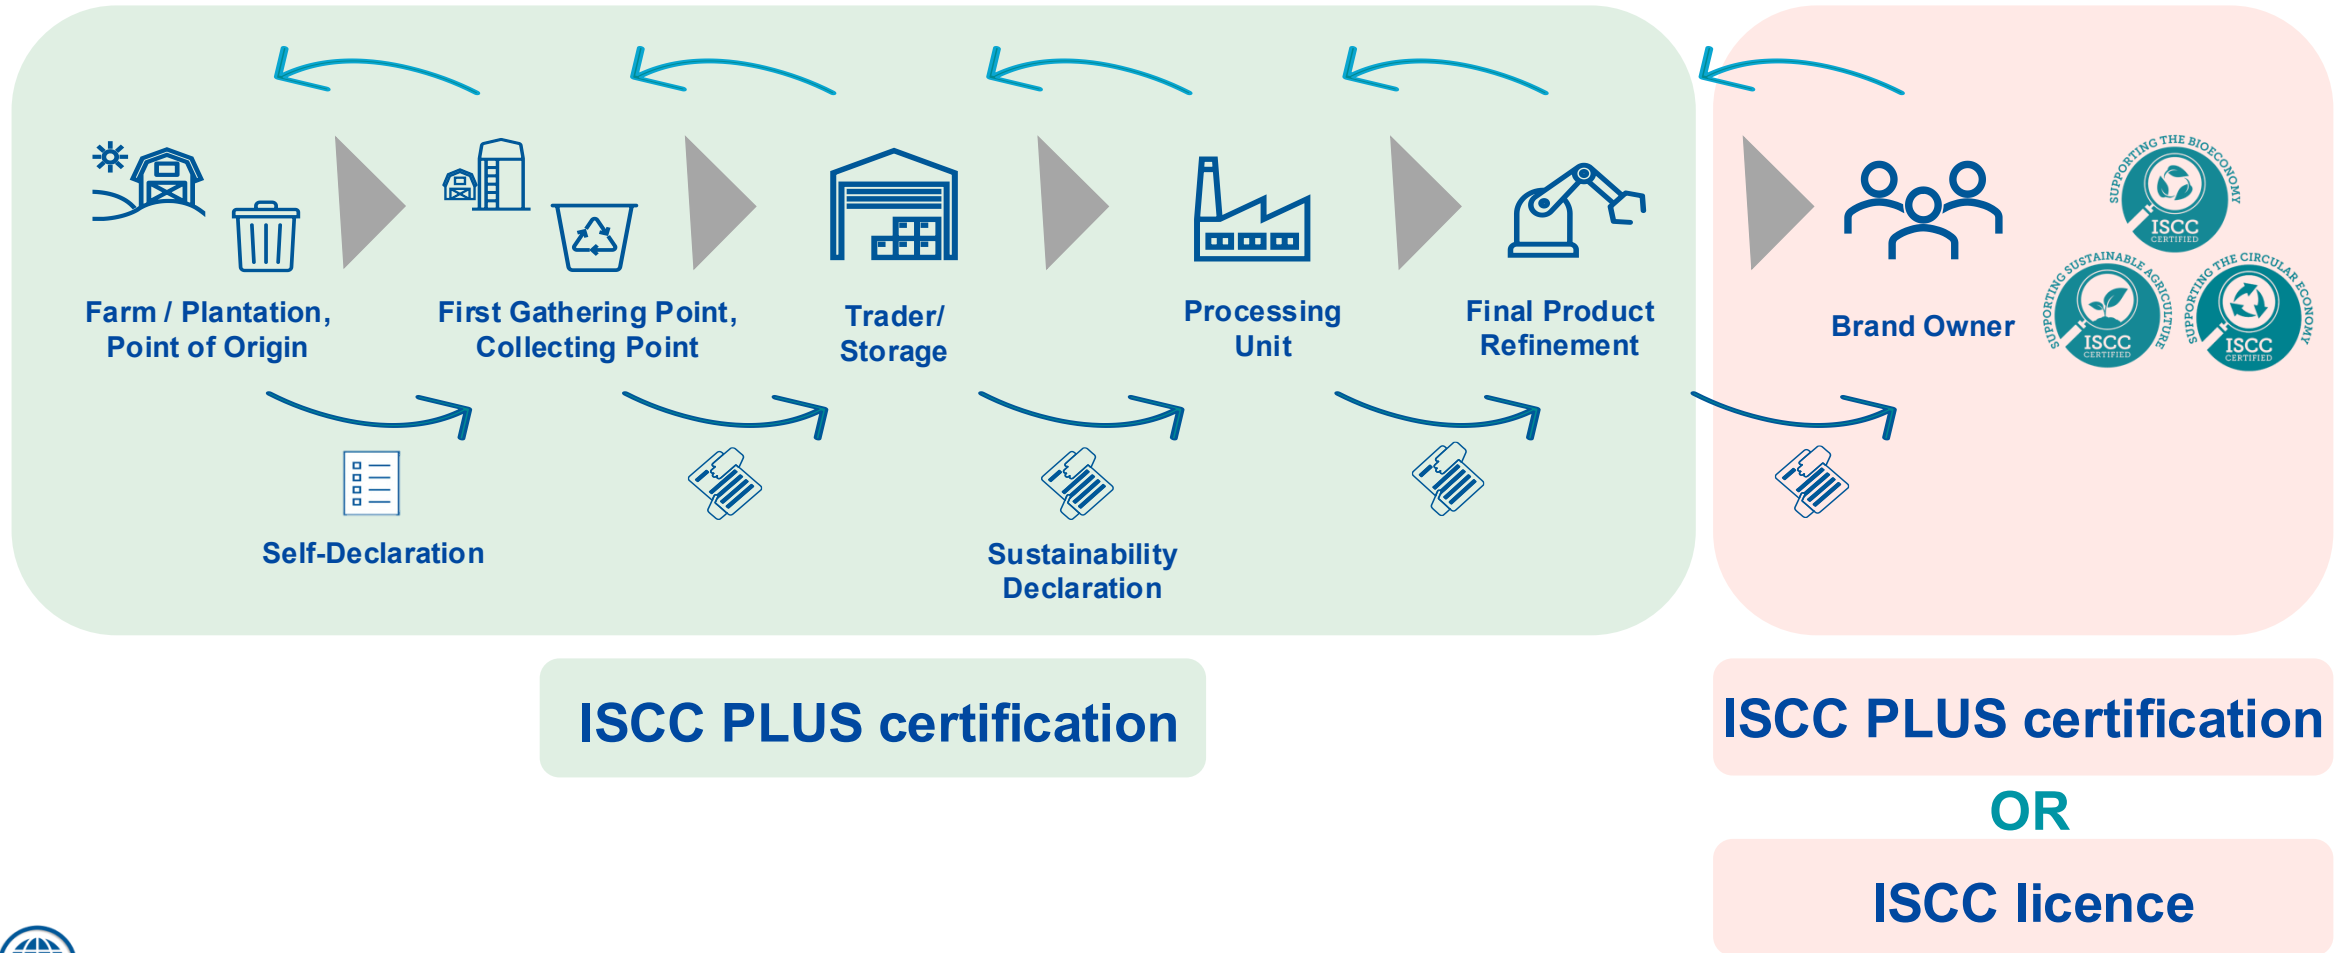 SUPPORTING THE BIOECONOMY
ISCC
CERTIFIED
SUPPORTING SUSTAINABLE AGRICULTURE
ISCC
CERTIFIED
SUPPORTING THE CIRCULAR ECONOMY
ISCC
CERTIFIED
Farm / Plantation,
Point of Origin
First Gathering Point,
Collecting Point
Trader/
Storage
Processing
Unit
Final Product
Refinement
Brand Owner
Self-Declaration
Sustainability
Declaration
ISCC PLUS certification
ISCC PLUS certification
OR
ISCC licence